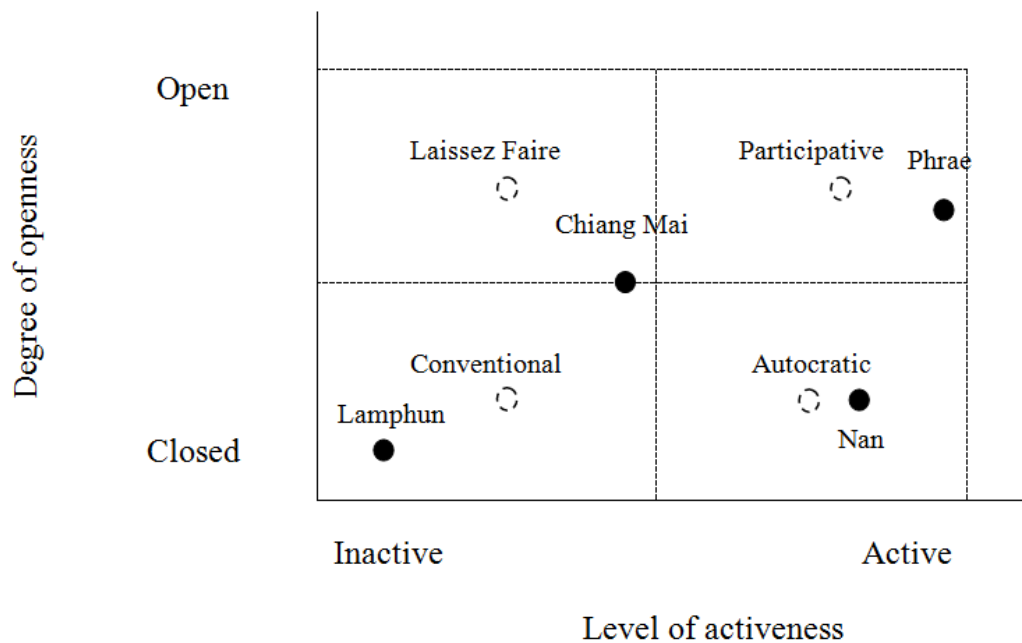 Open
Laissez Faire
Participative
Phrae
Chiang Mai
Degree of openness
Conventional
Autocratic
Lamphun
Nan
Closed
Inactive
Active
Level of activeness